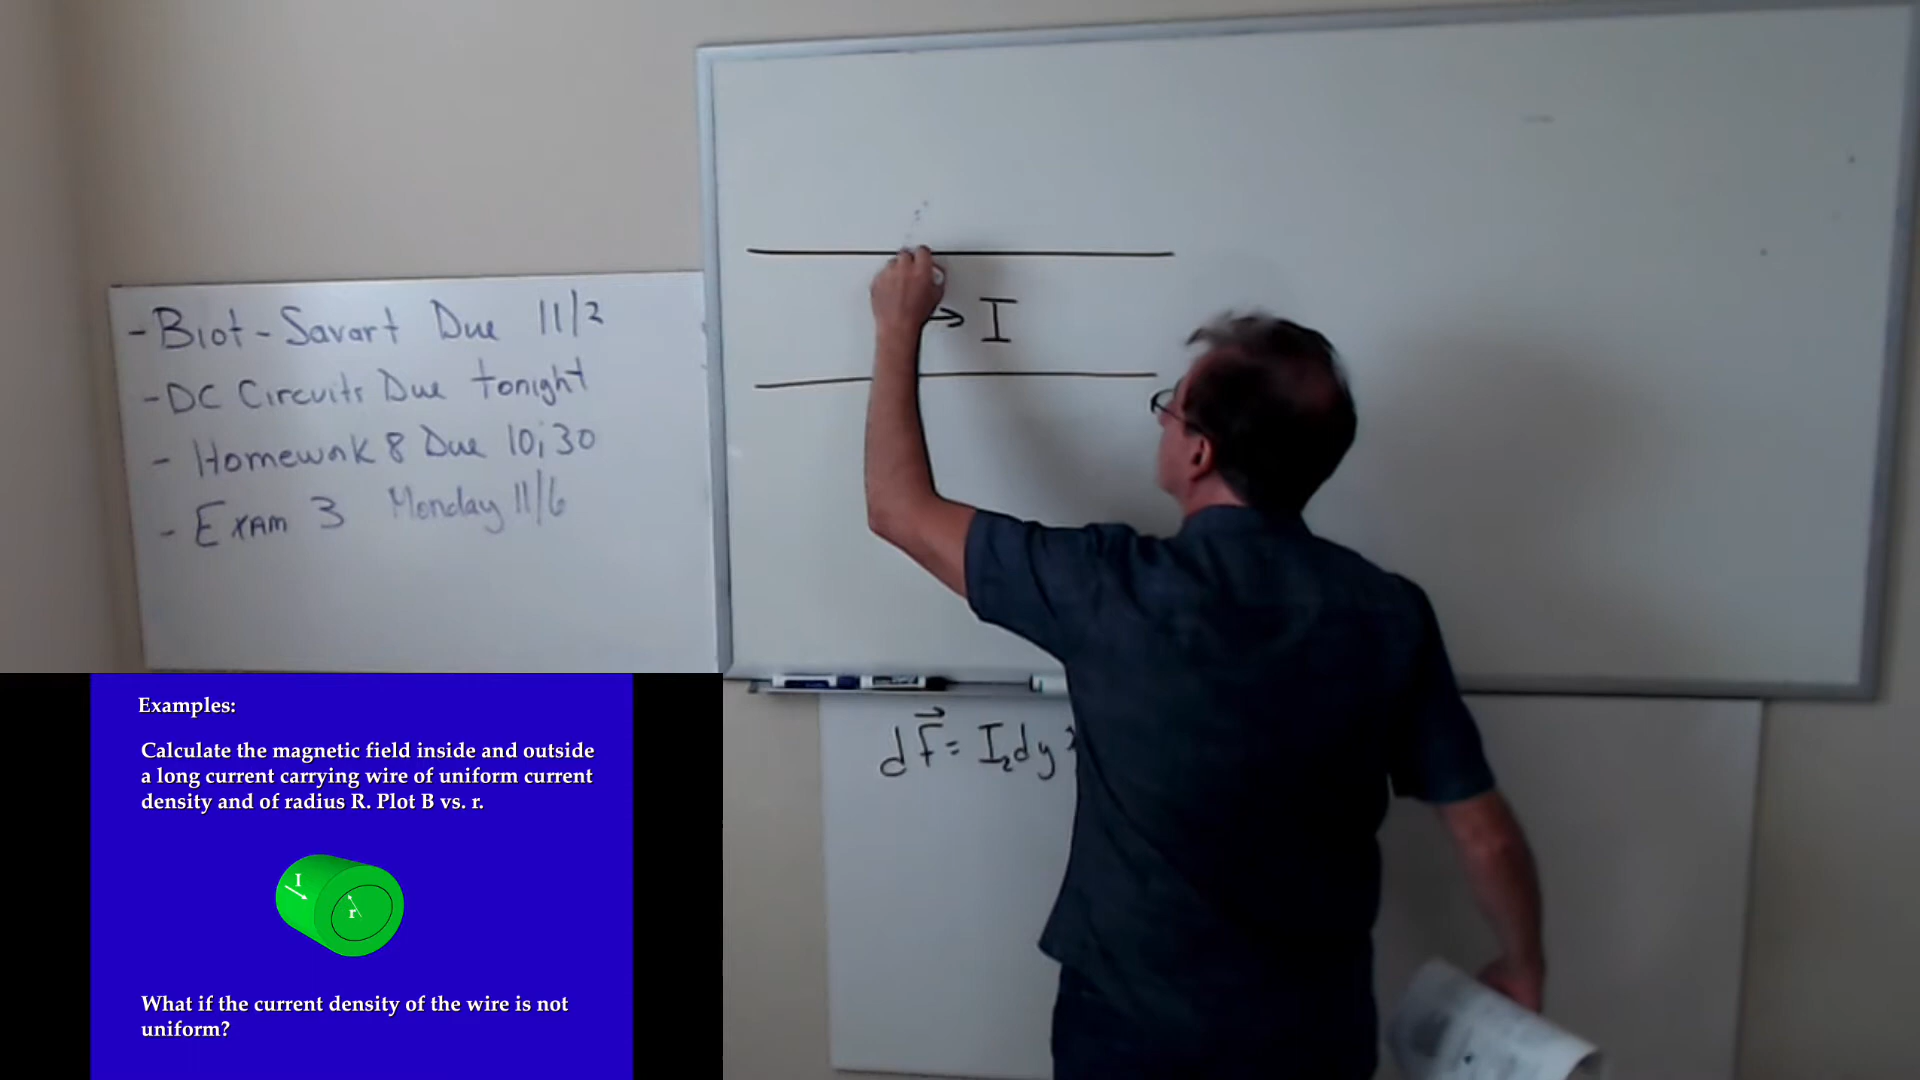 - Biot - Savart Due 11/2
- DC Circuits Due tonight
- Homework 8 Due 10;30
- Exam 3 Monday 11/6
→ I
dF⃗ = I₂dy
Examples:
Calculate the magnetic field inside and outside
a long current carrying wire of uniform current
density and of radius R. Plot B vs. r.
I
r
What if the current density of the wire is not
uniform?